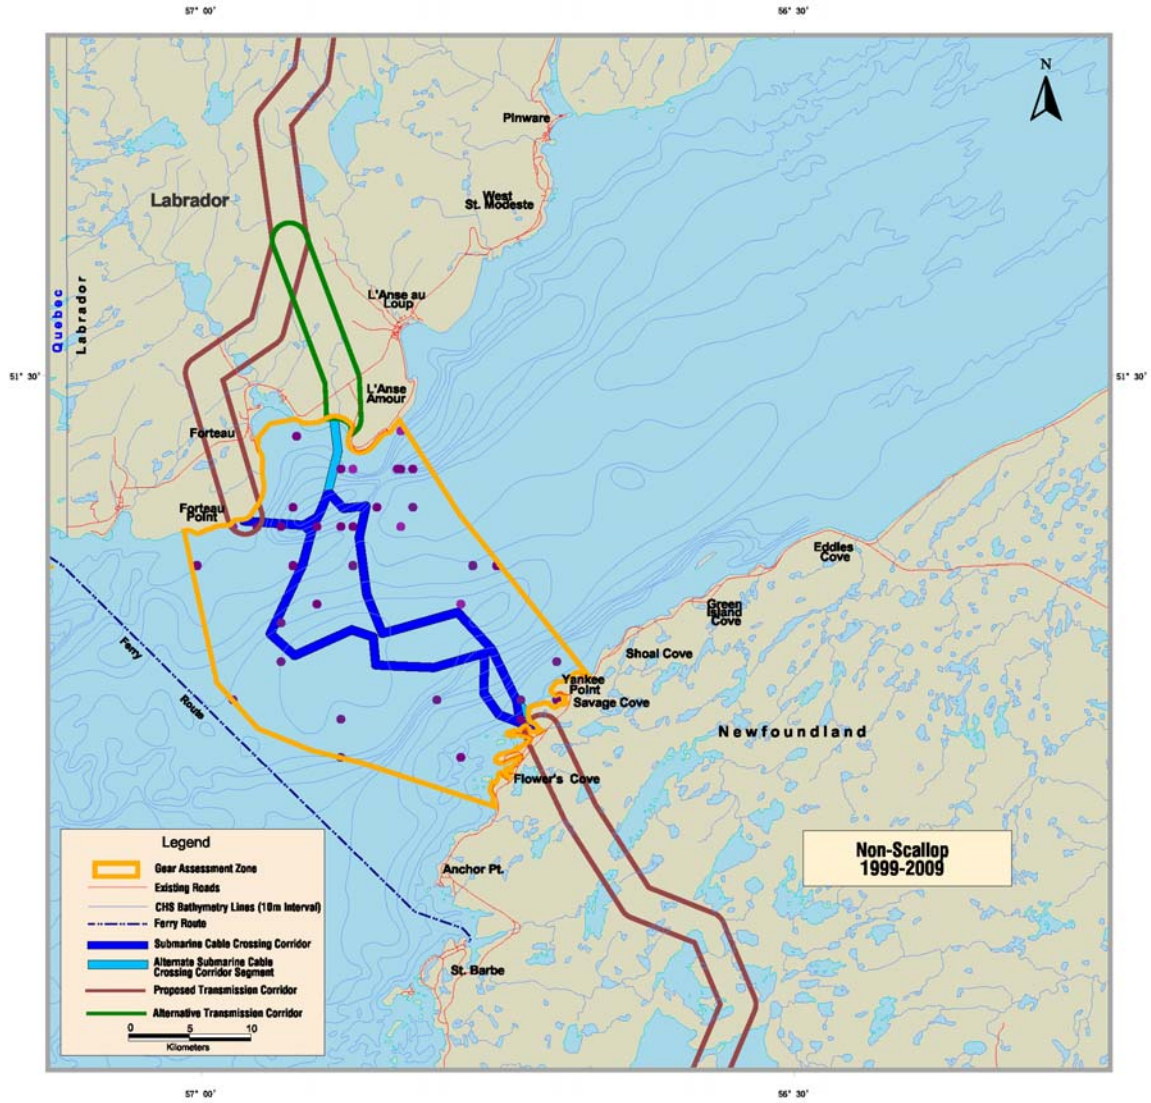 57° 00'
56° 30'
N
Pinware
Labrador
West
St. Modeste
L'Anse au
Loup
Quebec
Labrador
51° 30'
51° 30'
L'Anse
Amour
Forteau
Forteau
Point
Eddies
Cove
Green
Island
Cove
Ferry
Shoal Cove
Yankee
Point
Savage Cove
Route
Newfoundland
Flower's Cove
Legend
Gear Assessment Zone
Existing Roads
CHS Bathymetry Lines (10m Interval)
Ferry Route
Submarine Cable Crossing Corridor
Alternate Submarine Cable
Crossing Corridor Segment
Proposed Transmission Corridor
Alternative Transmission Corridor
0 5 10
Kilometers
Non-Scallop
1999-2009
Anchor Pt.
St. Barbe
57° 00'
56° 30'